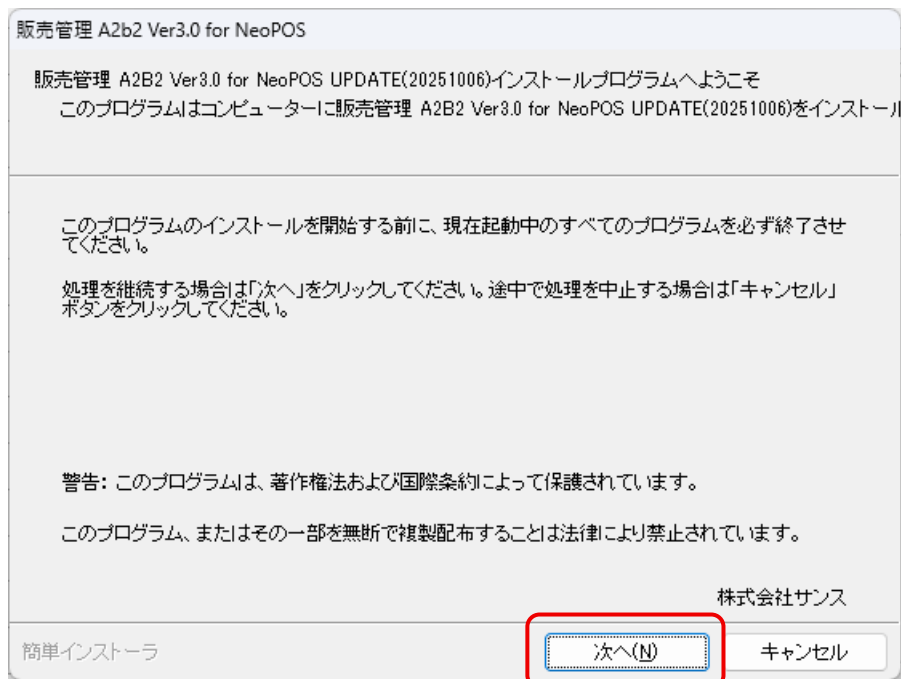 販売管理 A2b2 Ver3.0 for NeoPOS
販売管理 A2B2 Ver3.0 for NeoPOS UPDATE(20251006)インストールプログラムへようこそ
このプログラムはコンピューターに販売管理 A2B2 Ver3.0 for NeoPOS UPDATE(20251006)をインストール
このプログラムのインストールを開始する前に、現在起動中のすべてのプログラムを必ず終了させ
てください。
処理を継続する場合は「次へ」をクリックしてください。途中で処理を中止する場合は「キャンセル」
ボタンをクリックしてください。
警告: このプログラムは、著作権法および国際条約によって保護されています。
このプログラム、またはその一部を無断で複製配布することは法律により禁止されています。
株式会社サンス
簡単インストーラ
次へ(N)
キャンセル